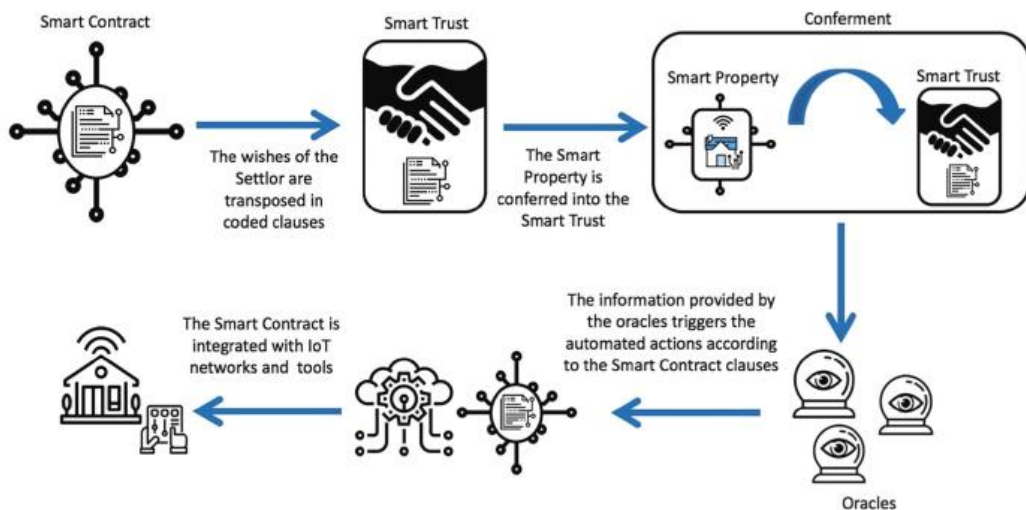 Smart Contract
The wishes of the
Settlor are
transposed in
coded clauses
Smart Trust
The Smart
Property is
conferred into the
Smart Trust
Conferment
Smart Property
Smart Trust
The information provided by
the oracles triggers the
automated actions according
to the Smart Contract clauses
Oracles
The Smart Contract is
integrated with IoT
networks and tools